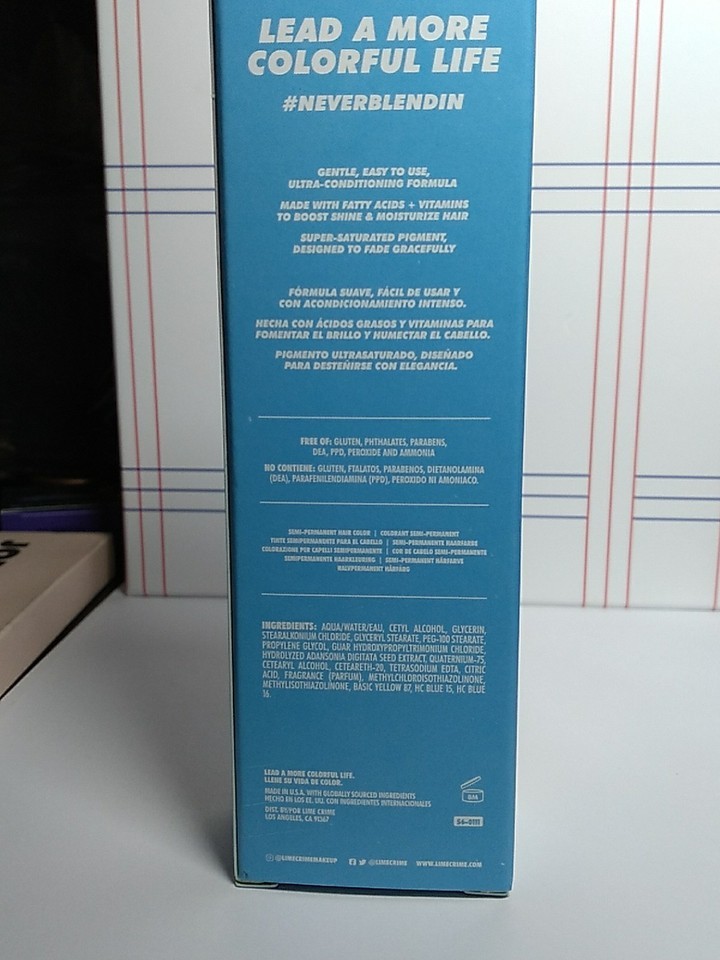 LEAD A MORE
COLORFUL LIFE
#NEVERBLENDIN
GENTLE, EASY TO USE,
ULTRA-CONDITIONING FORMULA
MADE WITH FATTY ACIDS + VITAMINS
TO BOOST SHINE & MOISTURIZE HAIR
SUPER-SATURATED PIGMENT,
DESIGNED TO FADE GRACEFULLY
FÓRMULA SUAVE, FÁCIL DE USAR Y
CON ACONDICIONAMIENTO INTENSO.
HECHA CON ÁCIDOS GRASOS Y VITAMINAS PARA
FOMENTAR EL BRILLO Y HUMECTAR EL CABELLO.
PIGMENTO ULTRASATURADO, DISEÑADO
PARA DESTEÑIRSE CON ELEGANCIA.
FREE OF: GLUTEN, PHTHALATES, PARABENS,
DEA, PPD, PEROXIDE AND AMMONIA
NO CONTIENE: GLUTEN, FTALATOS, PARABENOS, DIETANOLAMINA
(DEA), PARAFENILENDIAMINA (PPD), PEROXIDO NI AMONIACO.
SEMI-PERMANENT HAIR COLOR | COLORANT SEMI-PERMANENT
TINTE SEMIPERMANENTE PARA EL CABELLO | SEMI-PERMANENTE HAARFARBE
COLORAZIONE PER CAPELLI SEMIPERMANENTE | COR DE CABELO SEMI-PERMANENTE
SEMIPERMANENTE HAARKLEURING | SEMI-PERMANENT HÅRFARVE
HALVPERMANENT HÅRFÄRG
INGREDIENTS: AQUA/WATER/EAU, CETYL ALCOHOL, GLYCERIN,
STEARALKONIUM CHLORIDE, GLYCERYL STEARATE, PEG-100 STEARATE,
PROPYLENE GLYCOL, GUAR HYDROXYPROPYLTRIMONIUM CHLORIDE,
HYDROLYZED ADANSONIA DIGITATA SEED EXTRACT, QUATERNIUM-75,
CETEARYL ALCOHOL, CETEARETH-20, TETRASODIUM EDTA, CITRIC
ACID, FRAGRANCE (PARFUM), METHYLCHLOROISOTHIAZOLINONE,
METHYLISOTHIAZOLINONE, BASIC YELLOW 87, HC BLUE 15, HC BLUE
16.
LEAD A MORE COLORFUL LIFE.
LLENE SU VIDA DE COLOR.
MADE IN U.S.A. WITH GLOBALLY SOURCED INGREDIENTS
HECHO EN LOS EE. UU. CON INGREDIENTES INTERNACIONALES
DIST. BY/POR LIME CRIME
LOS ANGELES, CA 91367
@LIMECRIMEMAKEUP @LIMECRIME WWW.LIMECRIME.COM